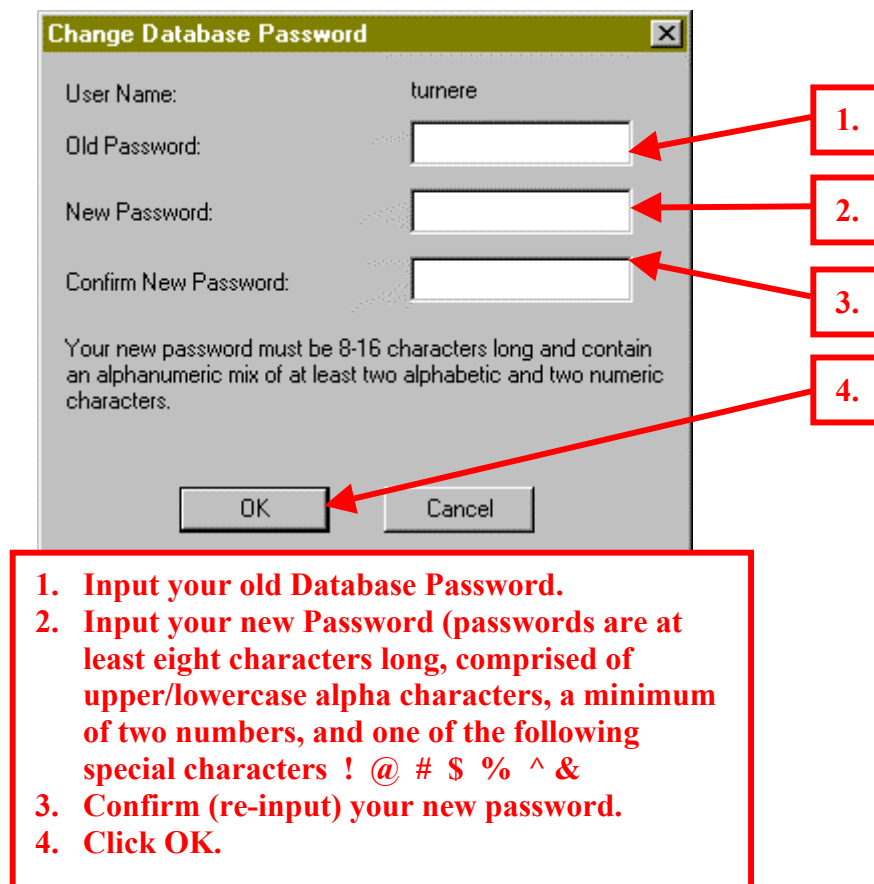 Change Database Password
User Name: turnere
1.
Old Password:
2.
New Password:
3.
Confirm New Password:
Your new password must be 8-16 characters long and contain
an alphanumeric mix of at least two alphabetic and two numeric
characters.
4.
OK Cancel
1. Input your old Database Password.
2. Input your new Password (passwords are at
least eight characters long, comprised of
upper/lowercase alpha characters, a minimum
of two numbers, and one of the following
special characters ! @ # $ % ^ &
3. Confirm (re-input) your new password.
4. Click OK.